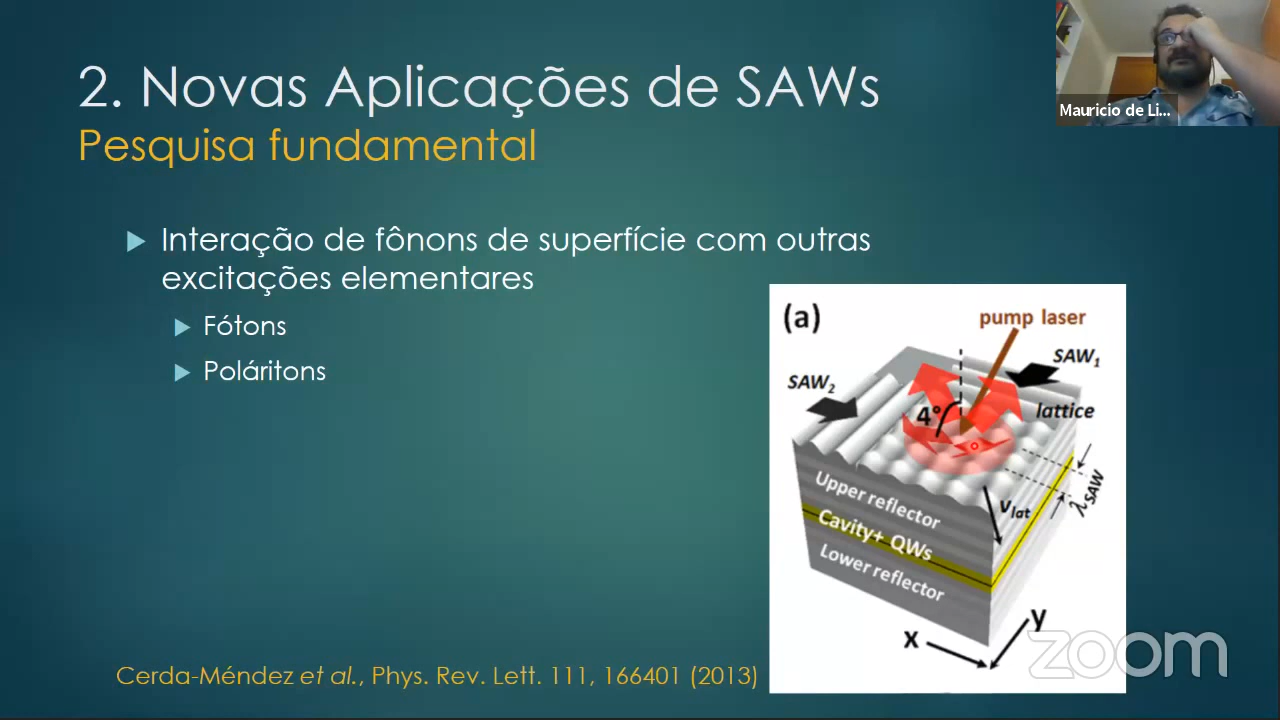 2. Novas Aplicações de SAWs
Pesquisa fundamental
Mauricio de Li...
Interação de fônons de superfície com outras
excitações elementares
Fótons
Poláritons
(a)
pump laser
SAW1
SAW2
lattice
4°
λSAW
vlat
Upper reflector
Cavity+ QWs
Lower reflector
x
y
zoom
Cerda-Méndez et al., Phys. Rev. Lett. 111, 166401 (2013)